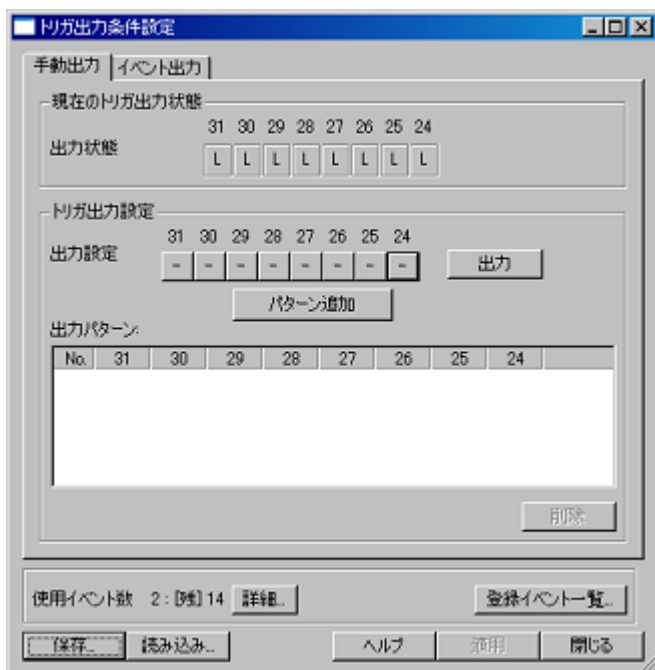 トリガ出力条件設定
手動出力 イベント出力
現在のトリガ出力状態
31 30 29 28 27 26 25 24
出力状態 L L L L L L L L
トリガ出力設定
31 30 29 28 27 26 25 24
出力設定 - - - - - - - - 出力
パターン追加
出力パターン:
No. 31 30 29 28 27 26 25 24
削除
使用イベント数 2 : [残] 14 詳細... 登録イベント一覧...
保存... 読み込み... ヘルプ 適用 閉じる